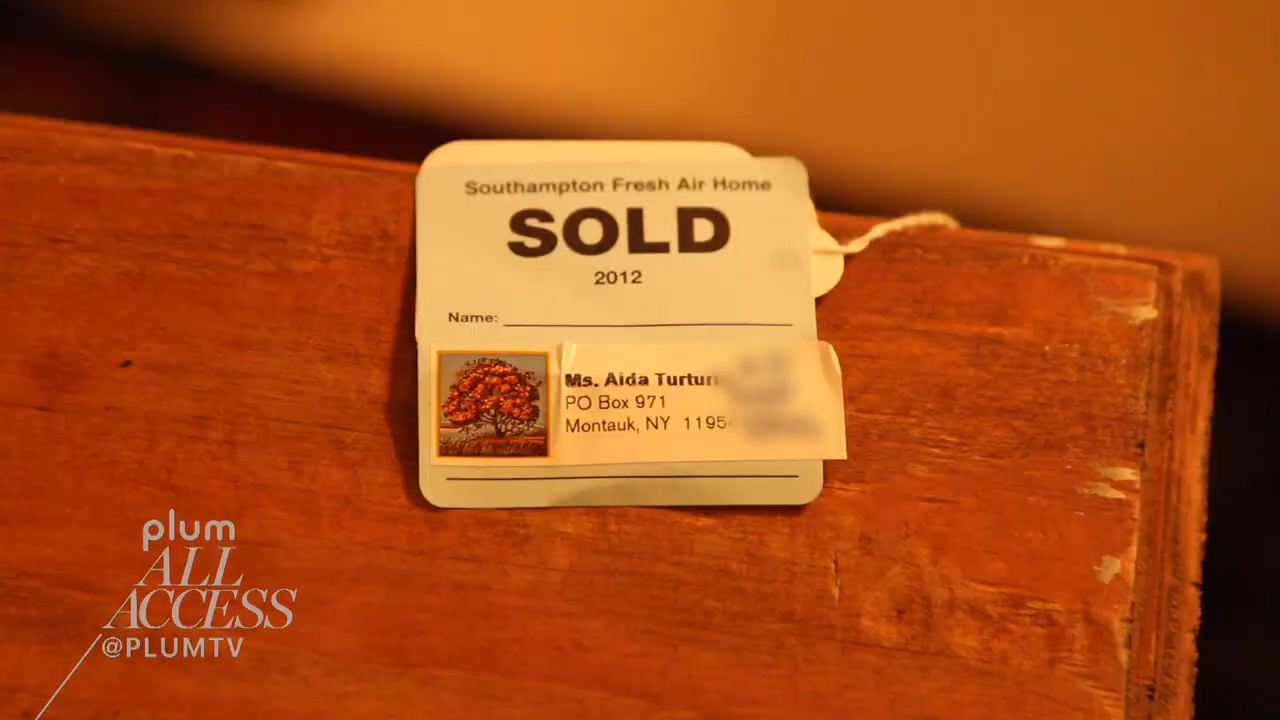 Southampton Fresh Air Home
SOLD
2012
Name:
Ms. Aida
PO Box 971
Montauk, NY
plum
ALL
ACCESS
@PLUMTV